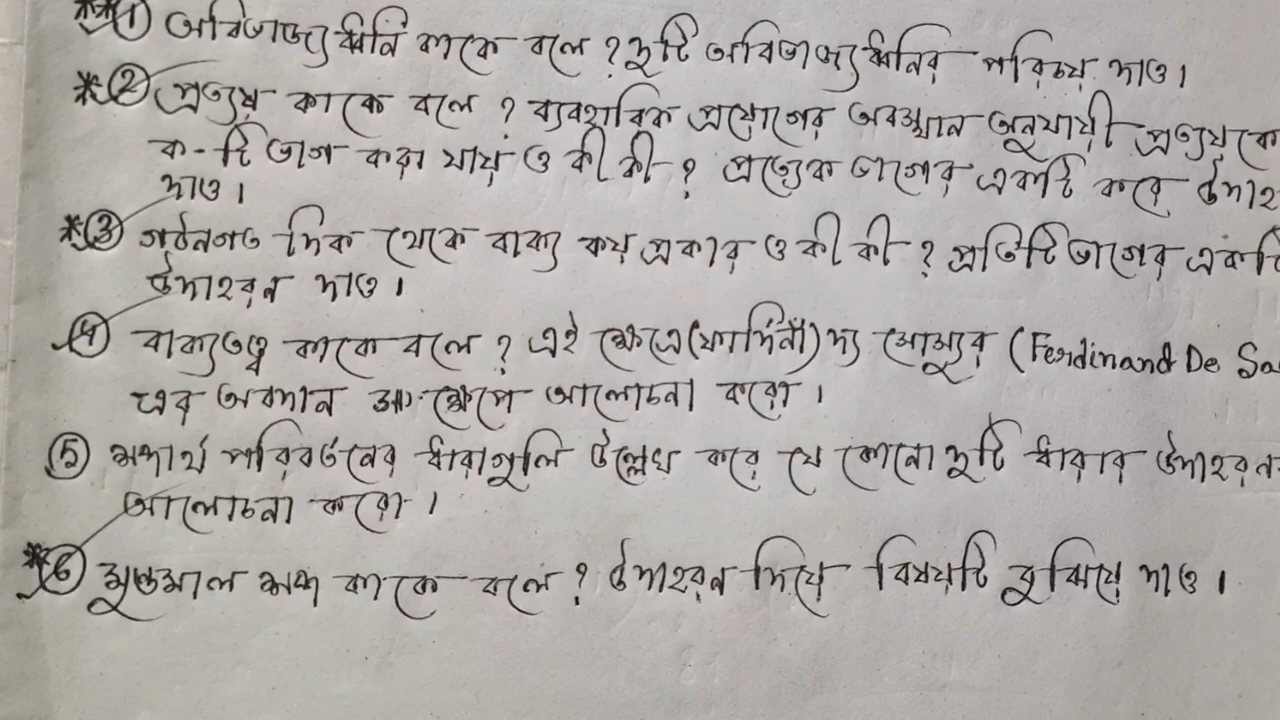 **① অবিভাজ্য ধ্বনি কাকে বলে ? দুটি অবিভাজ্য ধ্বনির পরিচয় দাও।
*② প্রত্যয় কাকে বলে ? ব্যবহারিক প্রয়োগের অবস্থান অনুযায়ী প্রত্যয়কে
ক-টি ভাগ করা যায় ও কী কী ? প্রত্যেক ভাগের একটি করে উদাহ
দাও।
*③ গঠনগত দিক থেকে বাক্য কয় প্রকার ও কী কী ? প্রতিটি ভাগের একটি
উদাহরন দাও।
④ বাক্যতত্ত্ব কাকে বলে ? এই ক্ষেত্রে (ফার্দিনাঁ) দ্য সোস্যুর (Ferdinand De Sa
এর অবদান সংক্ষেপে আলোচনা করো।
⑤ শব্দার্থ পরিবর্তনের ধারাগুলি উল্লেখ করে যে কোনো দুটি ধারার উদাহরন
আলোচনা করো।
*⑥ মুণ্ডমাল শব্দ কাকে বলে ? উদাহরন দিয়ে বিষয়টি বুঝিয়ে দাও।